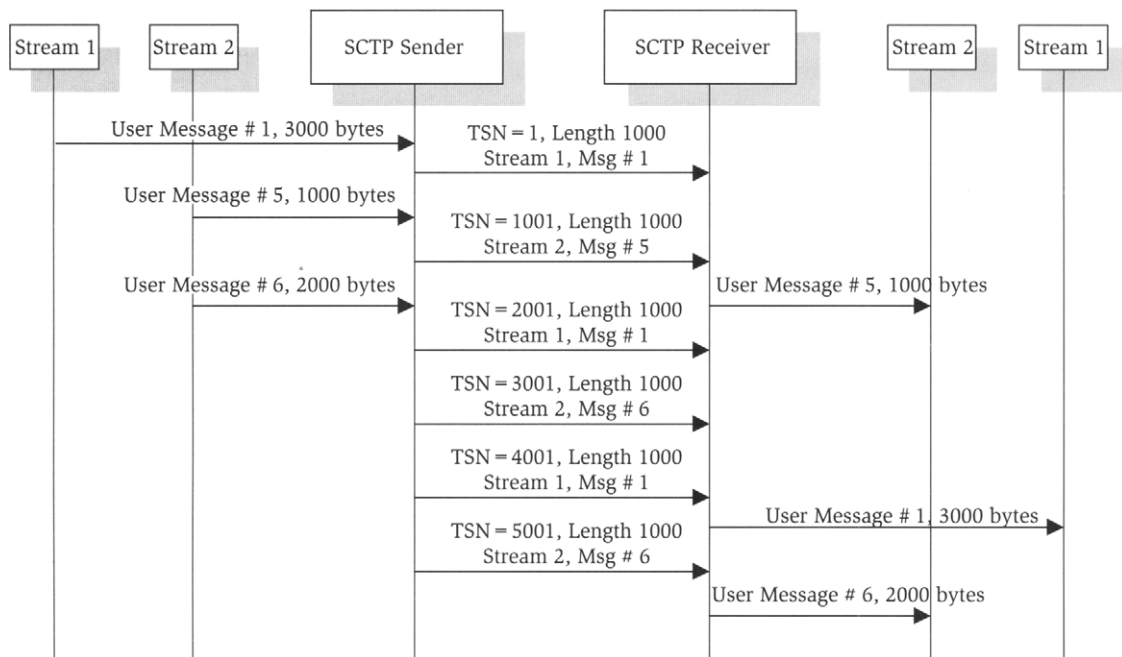 Stream 1
Stream 2
SCTP Sender
SCTP Receiver
Stream 2
Stream 1
User Message # 1, 3000 bytes
TSN = 1, Length 1000
Stream 1, Msg # 1
User Message # 5, 1000 bytes
TSN = 1001, Length 1000
Stream 2, Msg # 5
User Message # 6, 2000 bytes
User Message # 5, 1000 bytes
TSN = 2001, Length 1000
Stream 1, Msg # 1
TSN = 3001, Length 1000
Stream 2, Msg # 6
TSN = 4001, Length 1000
Stream 1, Msg # 1
User Message # 1, 3000 bytes
TSN = 5001, Length 1000
Stream 2, Msg # 6
User Message # 6, 2000 bytes